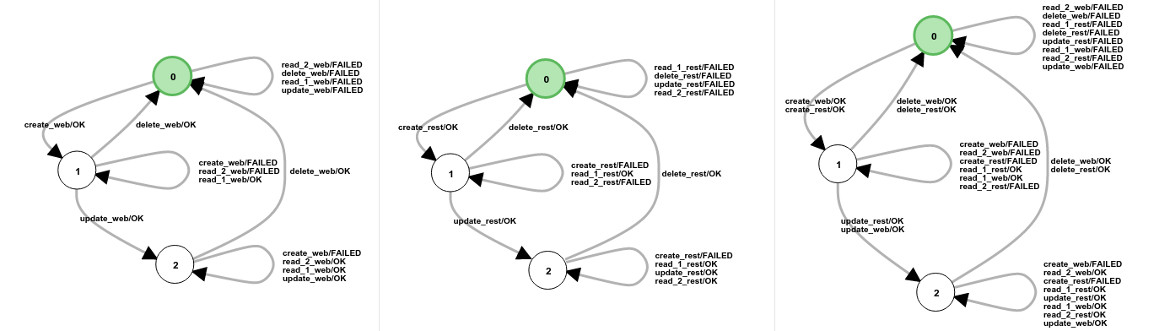 0
read_2_web/FAILED
delete_web/FAILED
read_1_web/FAILED
update_web/FAILED
create_web/OK
delete_web/OK
1
create_web/FAILED
read_2_web/FAILED
read_1_web/OK
delete_web/OK
update_web/OK
2
create_web/FAILED
read_2_web/OK
read_1_web/OK
update_web/OK
0
read_1_rest/FAILED
delete_rest/FAILED
update_rest/FAILED
read_2_rest/FAILED
create_rest/OK
delete_rest/OK
1
create_rest/FAILED
read_1_rest/OK
read_2_rest/FAILED
delete_rest/OK
update_rest/OK
2
create_rest/FAILED
read_1_rest/OK
update_rest/OK
read_2_rest/OK
0
read_2_web/FAILED
delete_web/FAILED
read_1_rest/FAILED
delete_rest/FAILED
update_rest/FAILED
read_1_web/FAILED
read_2_rest/FAILED
update_web/FAILED
create_web/OK
create_rest/OK
delete_web/OK
delete_rest/OK
1
create_web/FAILED
read_2_web/FAILED
create_rest/FAILED
read_1_rest/OK
read_1_web/OK
read_2_rest/FAILED
delete_web/OK
delete_rest/OK
update_rest/OK
update_web/OK
2
create_web/FAILED
read_2_web/OK
create_rest/FAILED
read_1_rest/OK
update_rest/OK
read_1_web/OK
read_2_rest/OK
update_web/OK